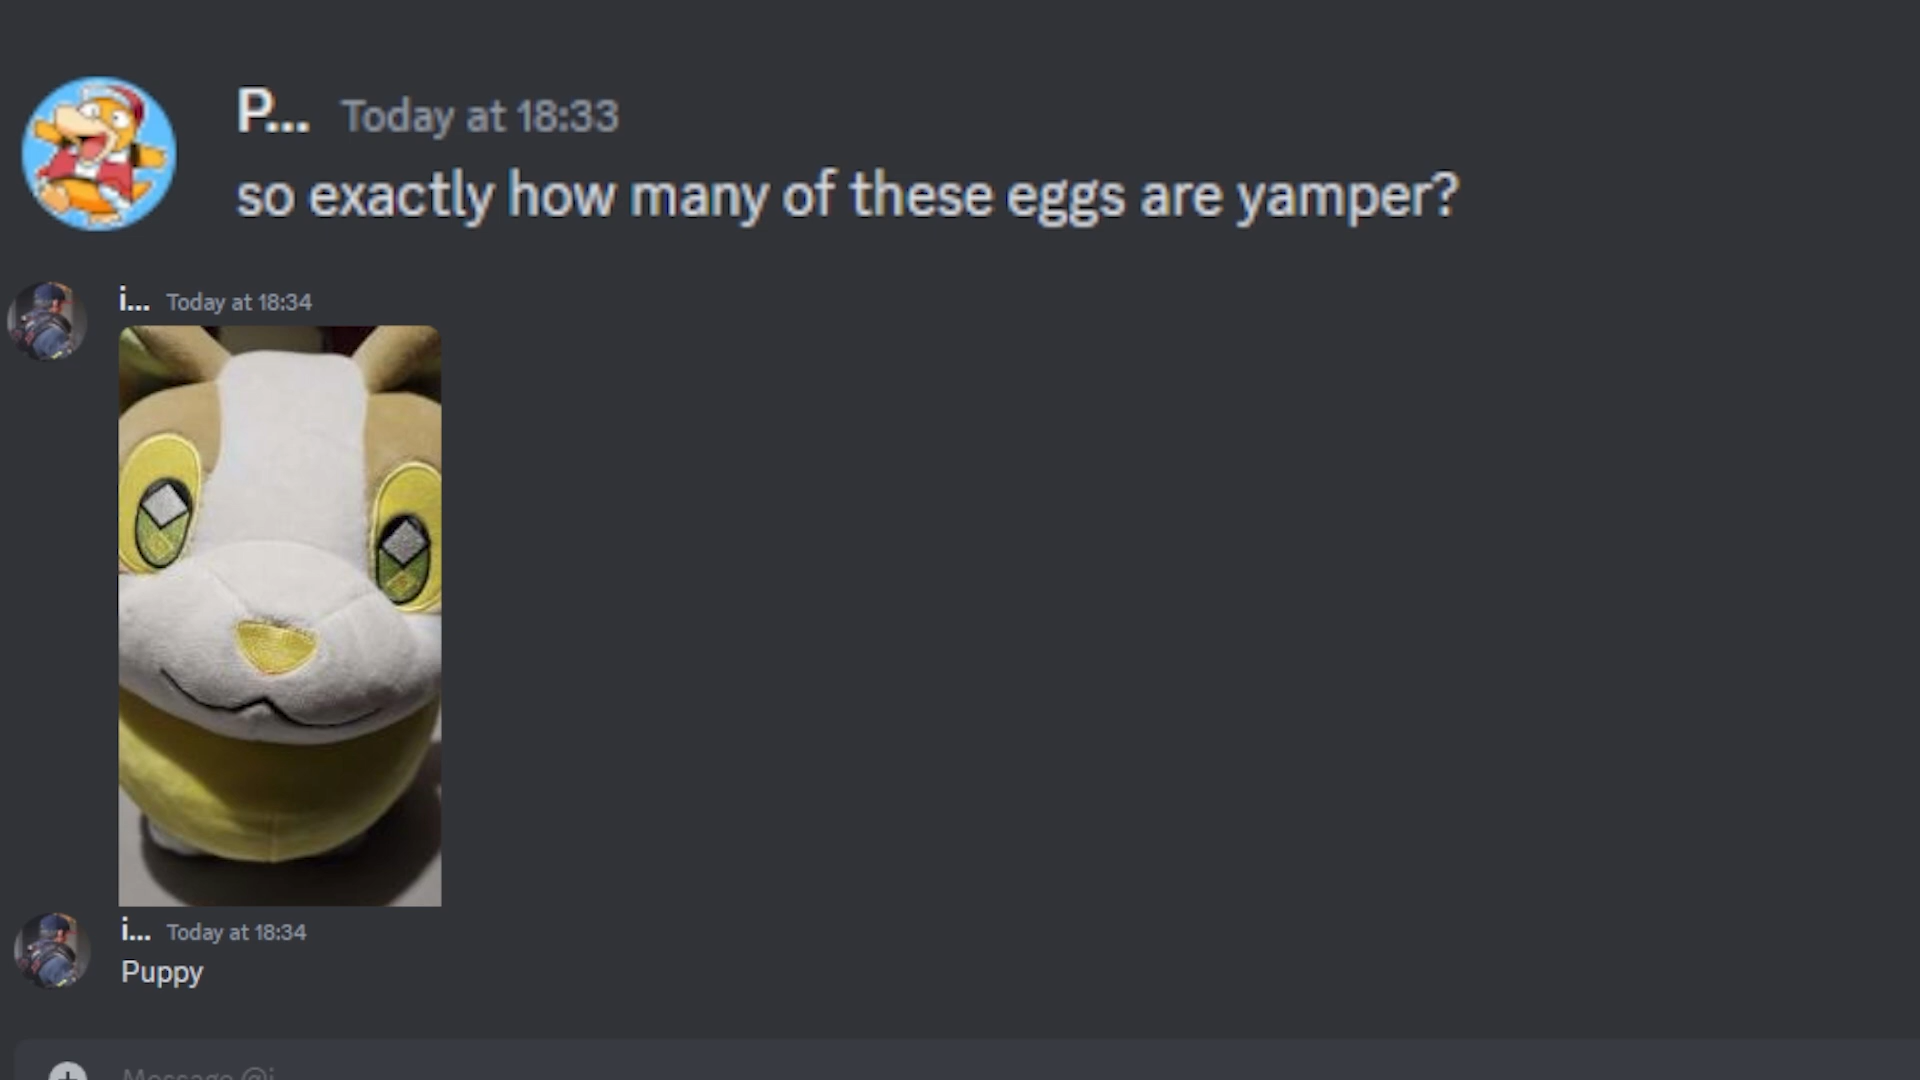 P... Today at 18:33
so exactly how many of these eggs are yamper?
i... Today at 18:34
i... Today at 18:34
Puppy
Message @i